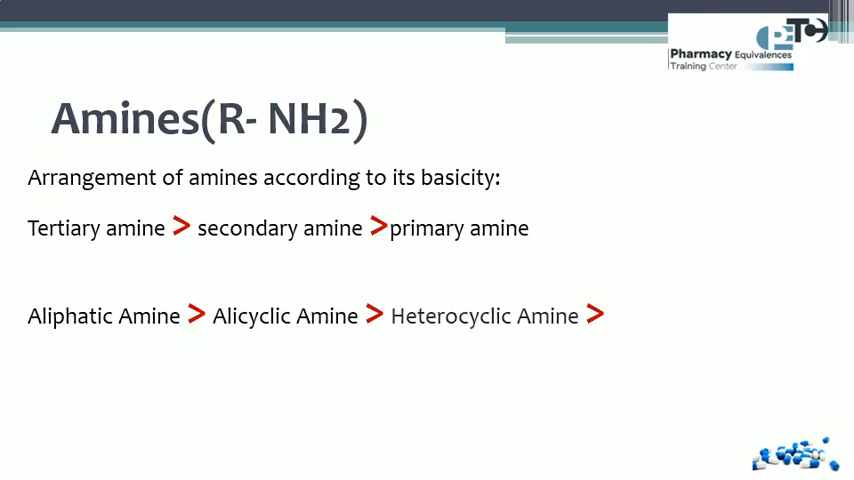 PETC
Pharmacy Equivalences
Training Center
Amines(R- NH2)
Arrangement of amines according to its basicity:
Tertiary amine > secondary amine >primary amine
Aliphatic Amine > Alicyclic Amine > Heterocyclic Amine >